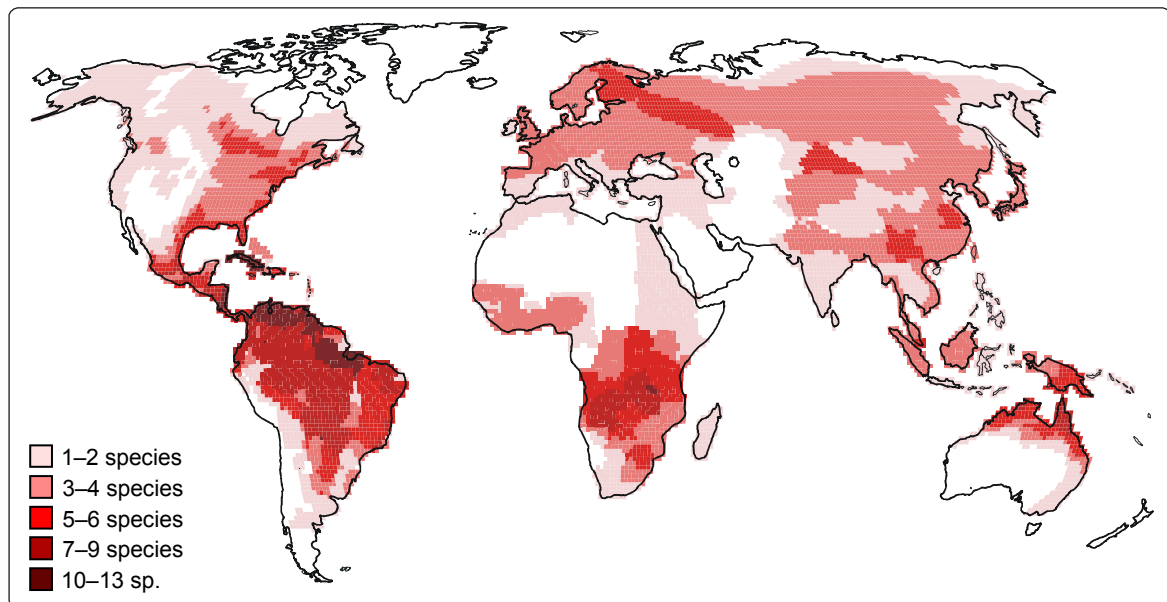 1–2 species
3–4 species
5–6 species
7–9 species
10–13 sp.